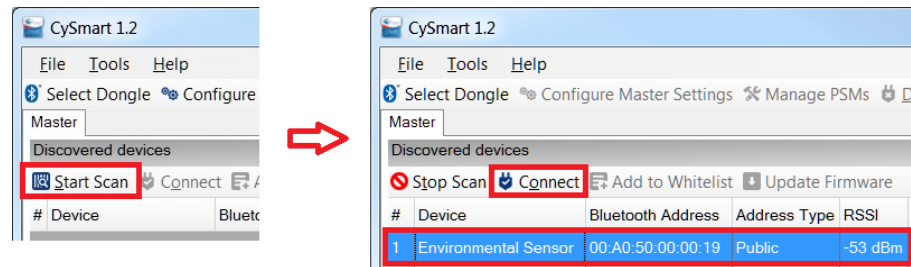 CySmart 1.2
File Tools Help
Select Dongle Configure
Master
Discovered devices
Start Scan Connect
# Device
CySmart 1.2
File Tools Help
Select Dongle Configure Master Settings Manage PSMs
Master
Discovered devices
Stop Scan Connect Add to Whitelist Update Firmware
# Device Bluetooth Address Address Type RSSI
1 Environmental Sensor 00:A0:50:00:00:19 Public -53 dBm